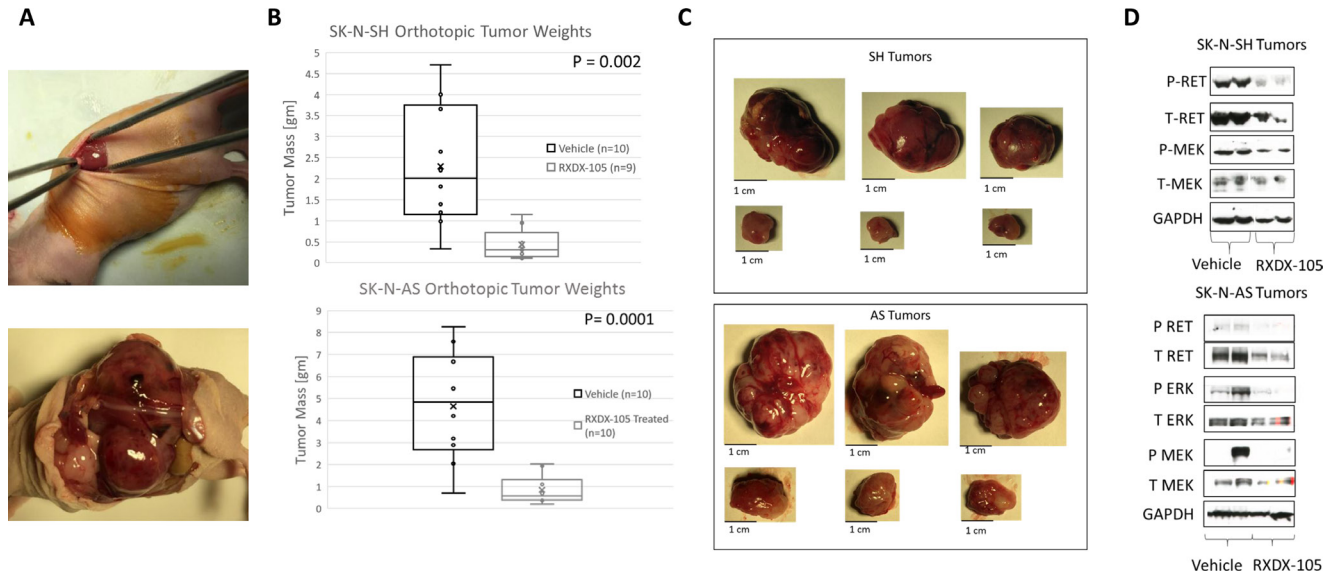 A
B
SK-N-SH Orthotopic Tumor Weights
P = 0.002
5
4.5
4
3.5
3
2.5
2
1.5
1
0.5
0
Tumor Mass [gm]
Vehicle (n=10)
RXDX-105 (n=9)
SK-N-AS Orthotopic Tumor Weights
P= 0.0001
9
8
7
6
5
4
3
2
1
0
Tumor Mass [gm]
Vehicle (n=10)
RXDX-105 Treated
(n=10)
C
SH Tumors
1 cm
1 cm
1 cm
1 cm
1 cm
1 cm
AS Tumors
1 cm
1 cm
1 cm
1 cm
1 cm
1 cm
D
SK-N-SH Tumors
P-RET
T-RET
P-MEK
T-MEK
GAPDH
Vehicle RXDX-105
SK-N-AS Tumors
P RET
T RET
P ERK
T ERK
P MEK
T MEK
GAPDH
Vehicle RXDX-105